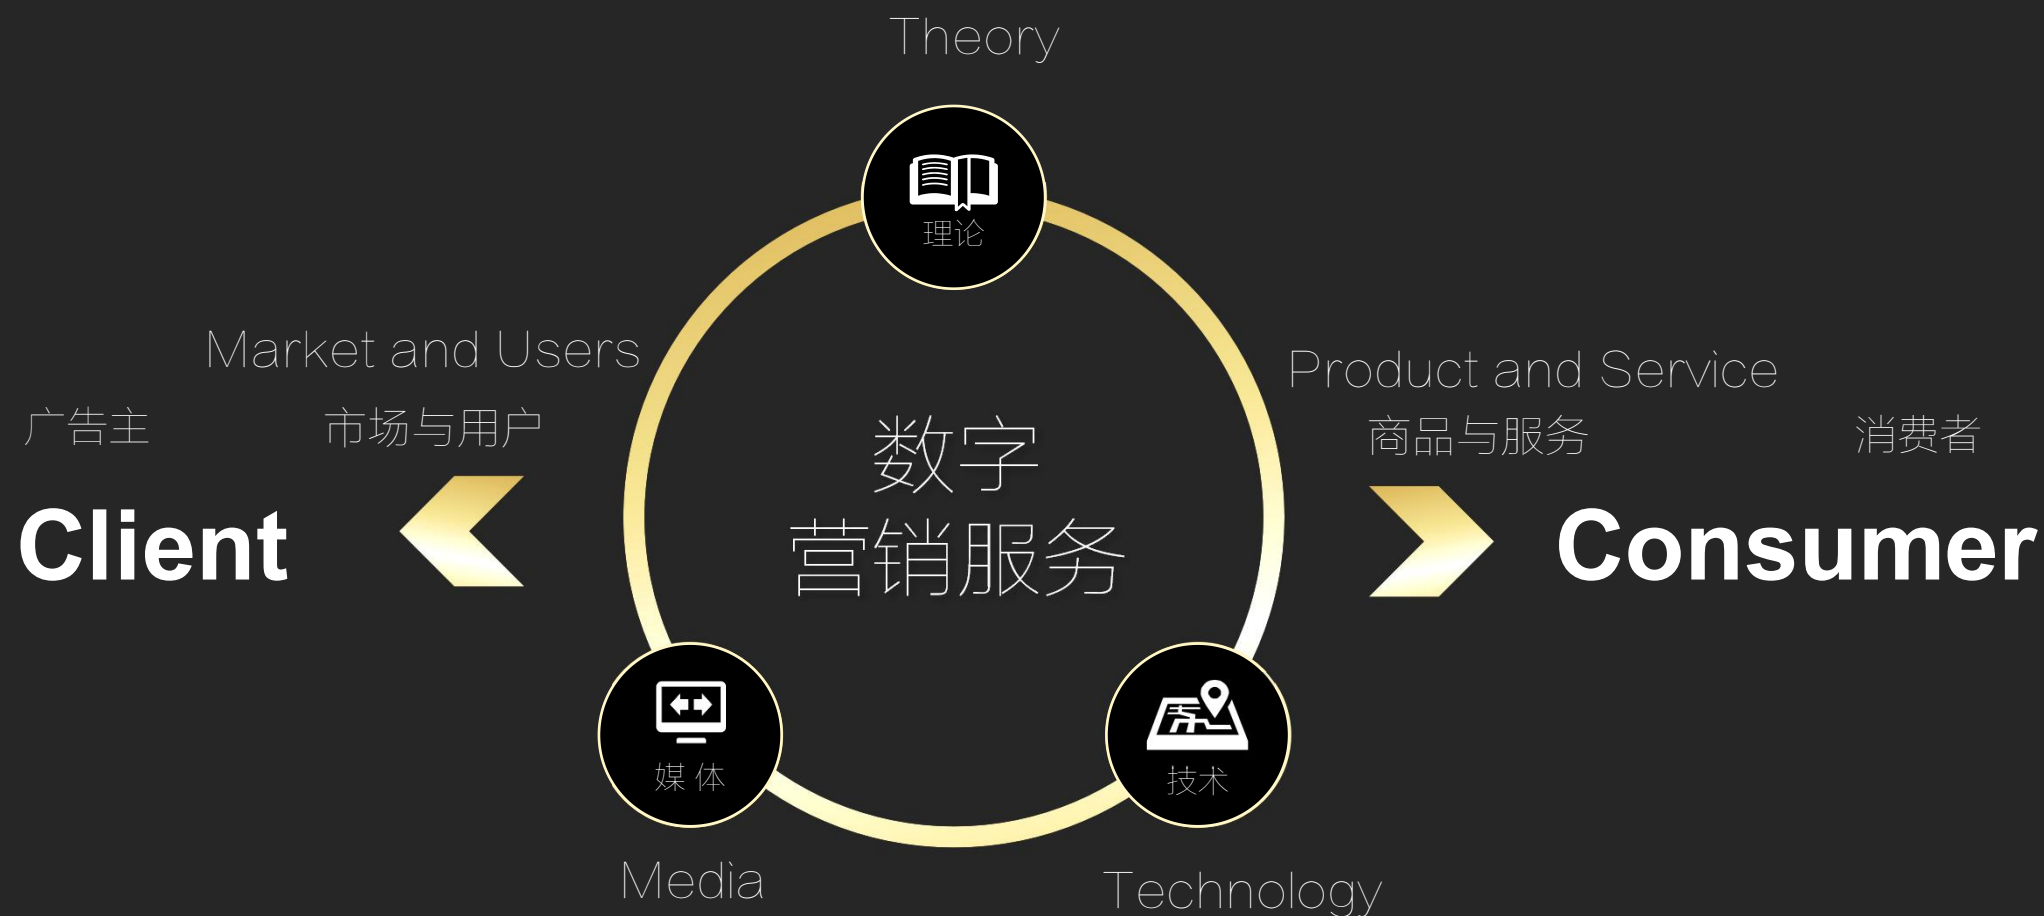 Theory
理论
Market and Users
Product and Service
广告主
市场与用户
商品与服务
消费者
数字
营销服务
Client
Consumer
媒 体
技术
Media
Technology